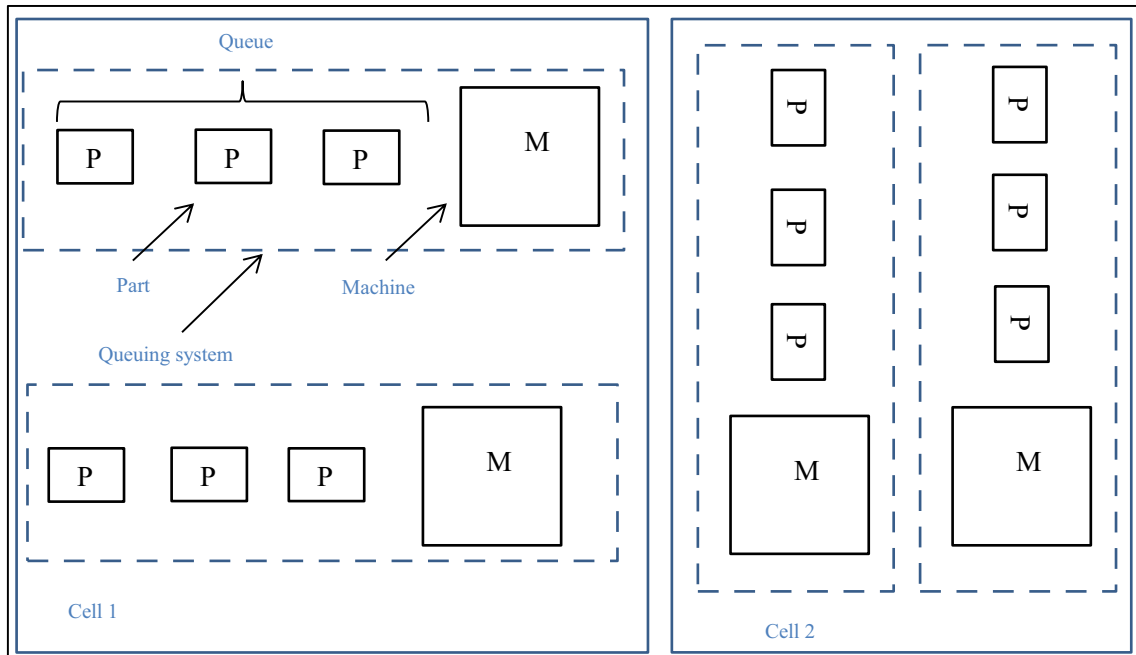 Queue
P P P M
Part
Machine
Queuing system
P P P M
Cell 1
P P
P P
P P
M M
Cell 2